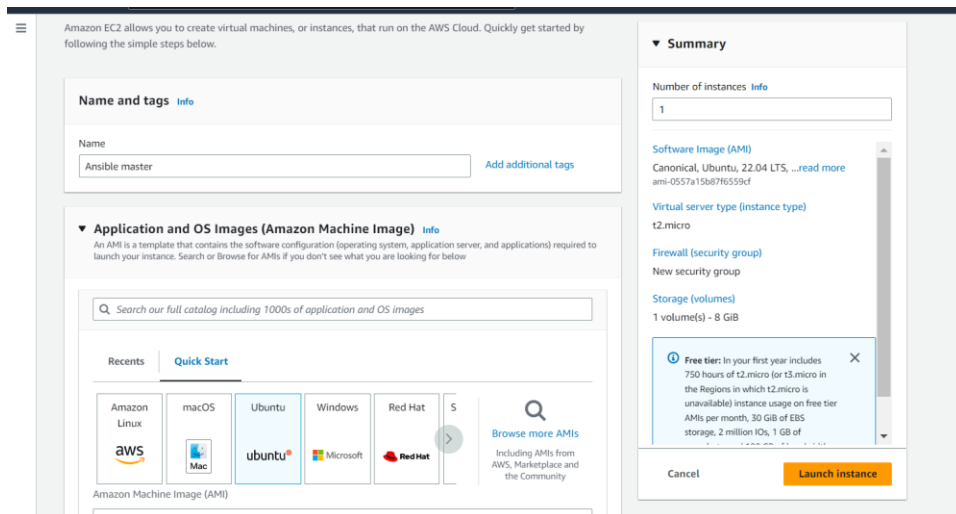 Amazon EC2 allows you to create virtual machines, or instances, that run on the AWS Cloud. Quickly get started by
following the simple steps below.
Name and tags Info
Name
Ansible master
Add additional tags
Application and OS Images (Amazon Machine Image) Info
An AMI is a template that contains the software configuration (operating system, application server, and applications) required to
launch your instance. Search or Browse for AMIs if you don't see what you are looking for below
Search our full catalog including 1000s of application and OS images
Recents
Quick Start
Amazon
Linux
aws
macOS
Mac
Ubuntu
ubuntu
Windows
Microsoft
Red Hat
Red Hat
S
Browse more AMIs
Including AMIs from
AWS, Marketplace and
the Community
Amazon Machine Image (AMI)
Summary
Number of instances Info
1
Software Image (AMI)
Canonical, Ubuntu, 22.04 LTS, ...read more
ami-0557a15b87f6559cf
Virtual server type (instance type)
t2.micro
Firewall (security group)
New security group
Storage (volumes)
1 volume(s) - 8 GiB
Free tier: In your first year includes
750 hours of t2.micro (or t3.micro in
the Regions in which t2.micro is
unavailable) instance usage on free tier
AMIs per month, 30 GiB of EBS
storage, 2 million IOs, 1 GB of
Cancel
Launch instance